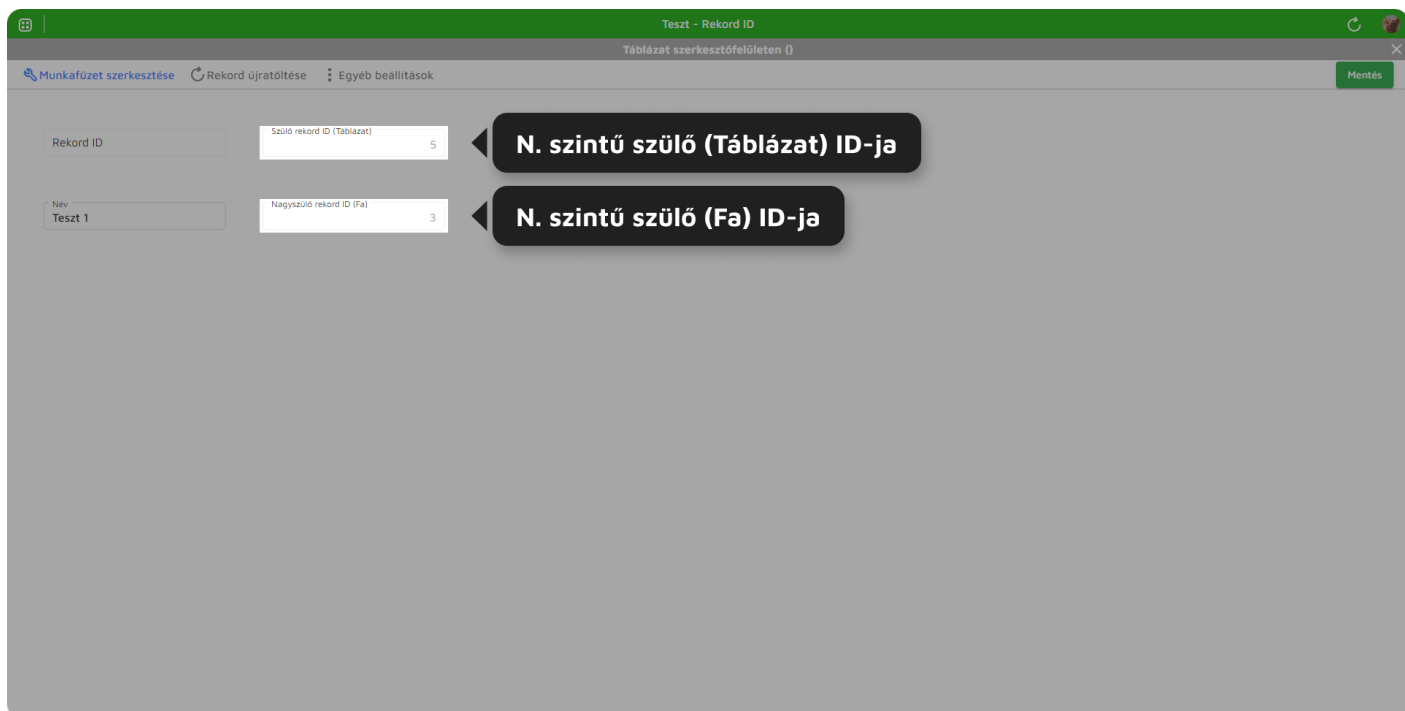 Teszt - Rekord ID
Táblázat szerkesztőfelületen ()
Munkafüzet szerkesztése Rekord újratöltése Egyéb beállítások Mentés
Rekord ID
Szülő rekord ID (Táblázat)
5
N. szintű szülő (Táblázat) ID-ja
Név
Teszt 1
Nagyszülő rekord ID (Fa)
3
N. szintű szülő (Fa) ID-ja